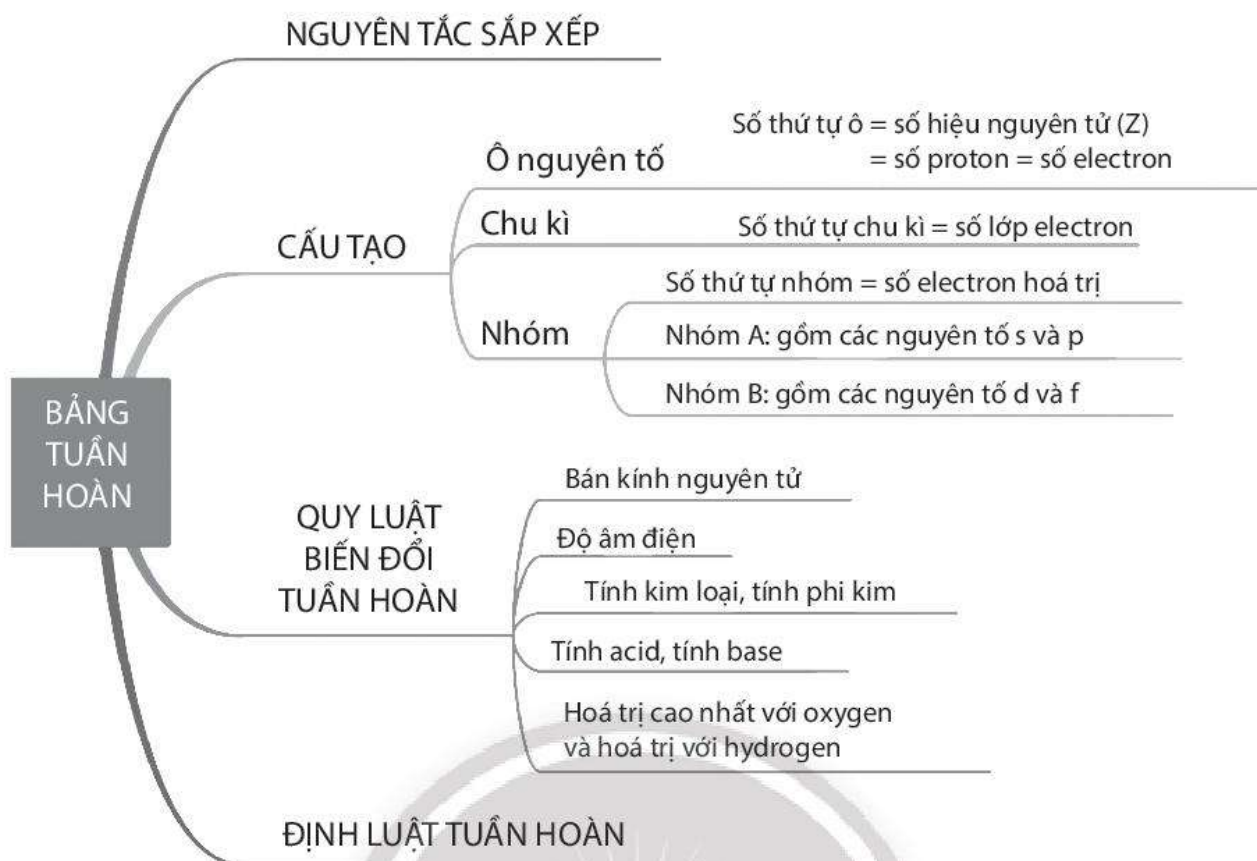 NGUYÊN TẮC SẮP XẾP
Số thứ tự ô = số hiệu nguyên tử (Z)
= số proton = số electron
Ô nguyên tố
Chu kì
Số thứ tự chu kì = số lớp electron
CẤU TẠO
Số thứ tự nhóm = số electron hoá trị
Nhóm
Nhóm A: gồm các nguyên tố s và p
Nhóm B: gồm các nguyên tố d và f
BẢNG
TUẦN
HOÀN
Bán kính nguyên tử
QUY LUẬT
BIẾN ĐỔI
TUẦN HOÀN
Độ âm điện
Tính kim loại, tính phi kim
Tính acid, tính base
Hoá trị cao nhất với oxygen
và hoá trị với hydrogen
ĐỊNH LUẬT TUẦN HOÀN